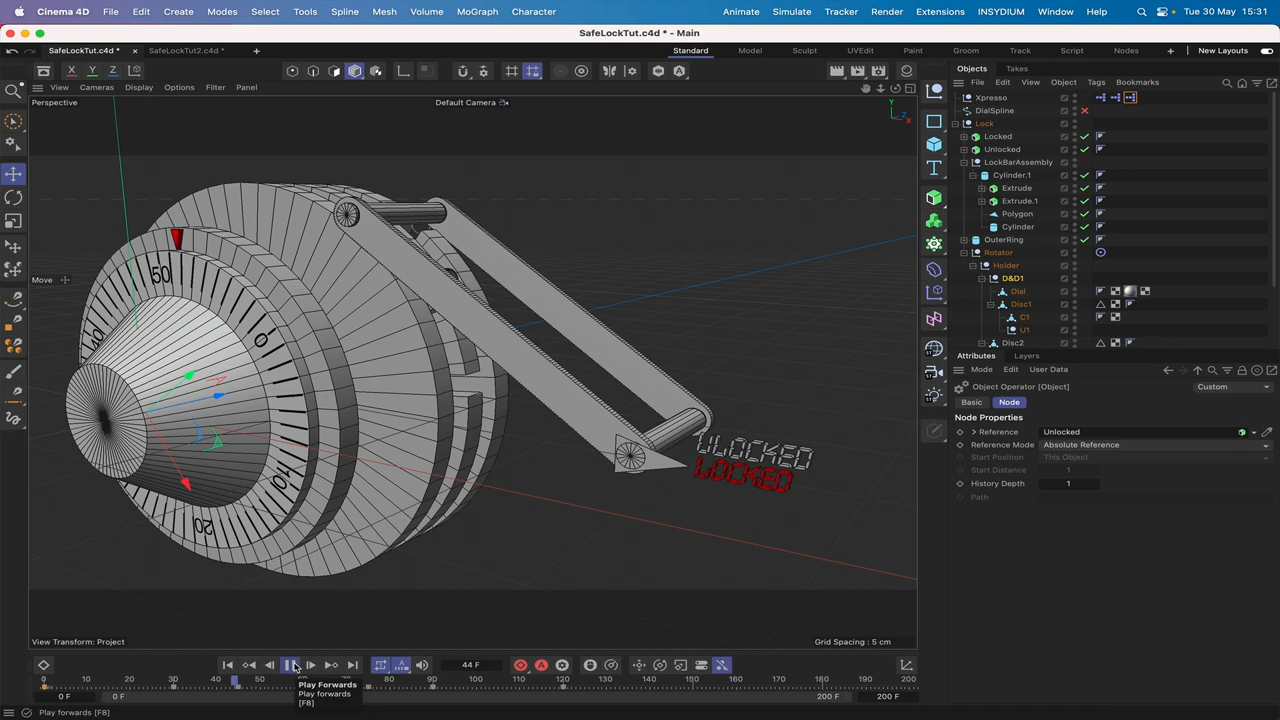 Cinema 4D File Edit Create Modes Select Tools Spline Mesh Volume MoGraph Character Animate Simulate Tracker Render Extensions INSYDIUM Window Help Tue 30 May 15:31
SafeLockTut.c4d * - Main
SafeLockTut.c4d * SafeLockTut2.c4d * Standard Model Sculpt UVEdit Paint Groom Track Script Nodes New Layouts
X Y Z
Objects Takes
View Cameras Display Options Filter Panel
File Edit View Object Tags Bookmarks
Perspective
Default Camera
Y
Z
X
Xpresso
DialSpline
Lock
Locked
Unlocked
LockBarAssembly
Cylinder.1
Extrude
Extrude.1
Polygon
Cylinder
OuterRing
Rotator
Holder
D&D1
Dial
Disc1
C1
U1
Disc2
Move
50
40
0
10
20
ULOCKED
LOCKED
Attributes Layers
Mode Edit User Data
Object Operator [Object] Custom
Basic Node
Node Properties
Reference Unlocked
Reference Mode Absolute Reference
Start Position This Object
Start Distance 1
History Depth 1
Path
View Transform: Project
Grid Spacing : 5 cm
44 F
0 10 20 30 40 50 80 90 100 110 120 130 140 150 160 170 180 190 200
0 F 0 F 200 F 200 F
Play Forwards
Play forwards
[F8]
Play forwards [F8]